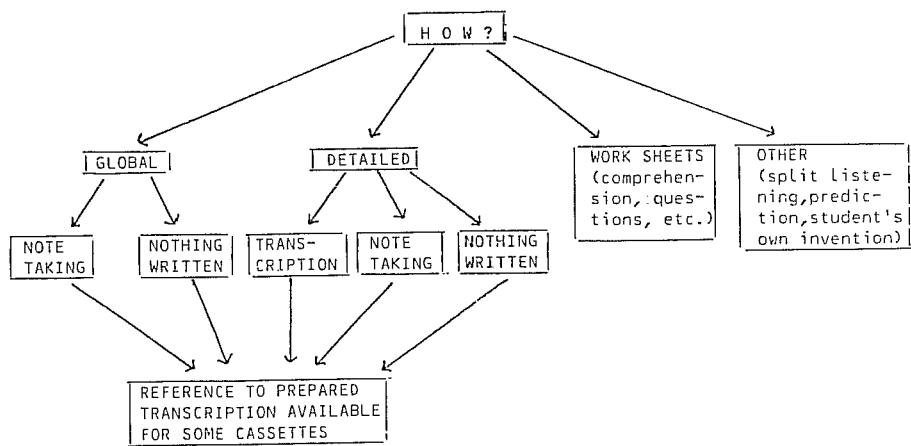 H O W ?
GLOBAL
DETAILED
WORK SHEETS
(comprehen-
sion, :ques-
tions, etc.)
OTHER
(split liste-
ning,predic-
tion,student's
own invention)
NOTE
TAKING
NOTHING
WRITTEN
TRANS-
CRIPTION
NOTE
TAKING
NOTHING
WRITTEN
REFERENCE TO PREPARED
TRANSCRIPTION AVAILABLE
FOR SOME CASSETTES